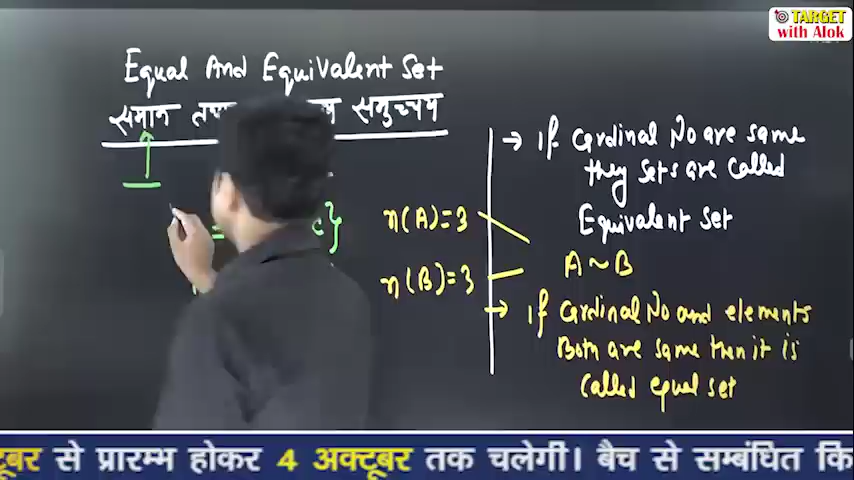 TARGET
with Alok
Equal And Equivalent Set
समान समुच्चय
c}
n(A)=3
n(B)=3
→ If Cardinal No are same
they sets are called
Equivalent set
A ~ B
→ If Cardinal No and elements
Both are same then it is
called equal set
से प्रारम्भ होकर 4 अक्टूबर तक चलेगी। बैच से सम्बंधित